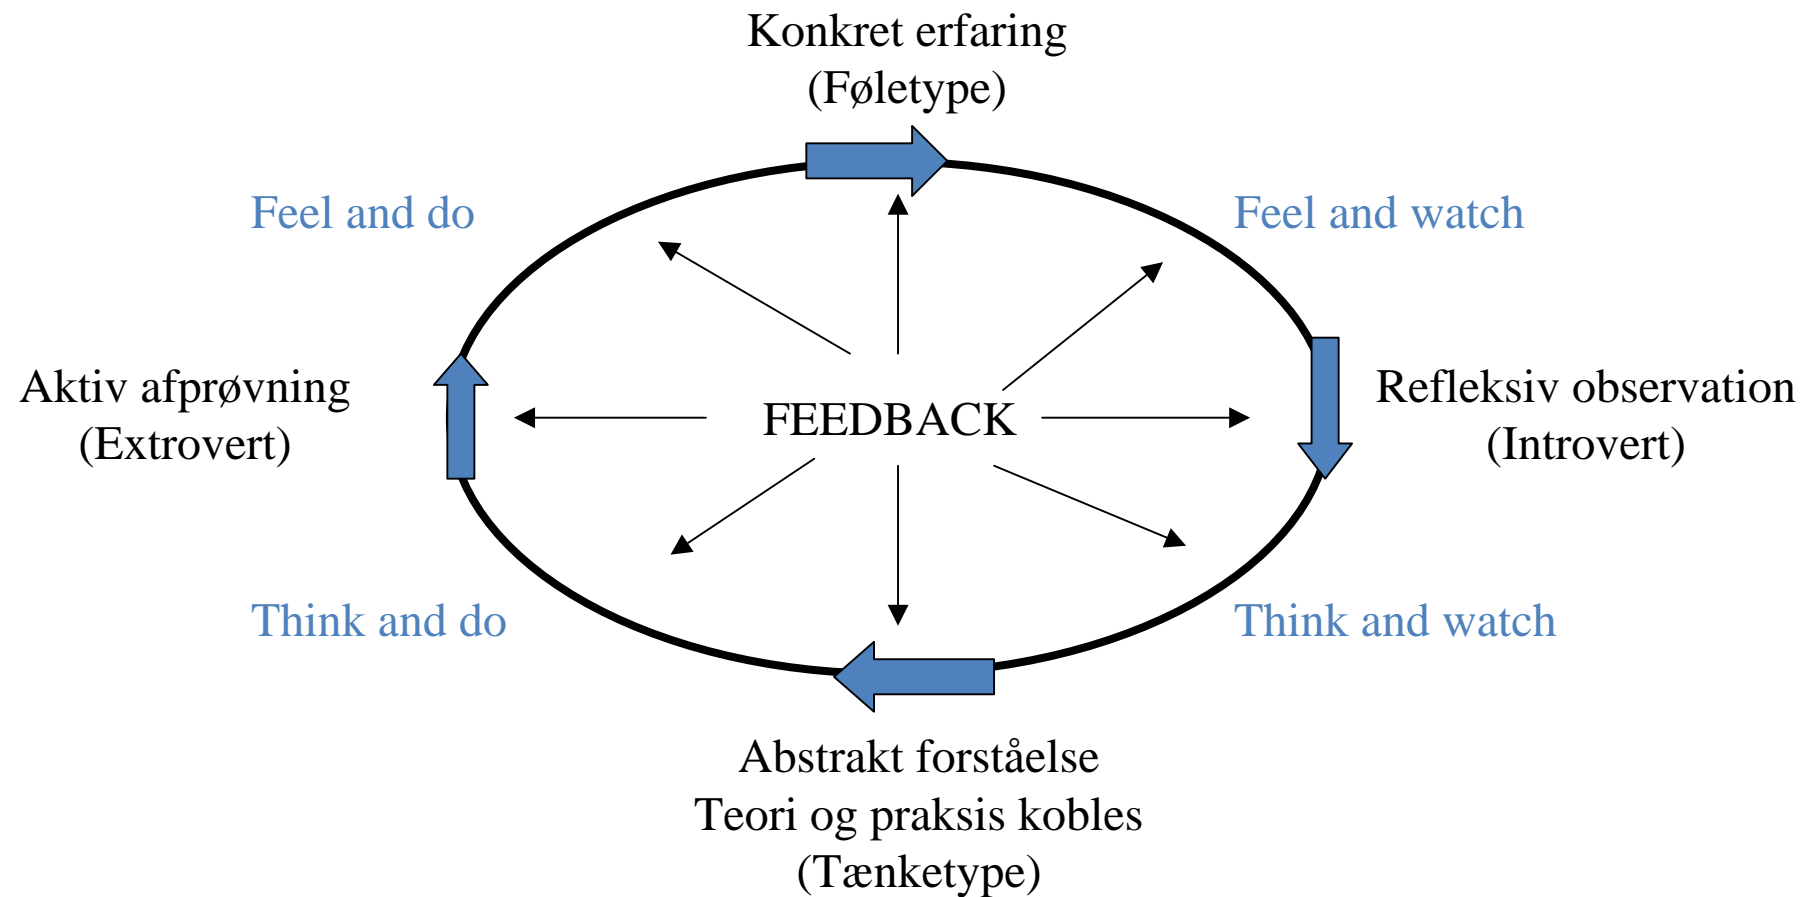 Konkret erfaring
(Føletype)
Feel and do
Feel and watch
Aktiv afprøvning
(Extrovert)
FEEDBACK
Refleksiv observation
(Introvert)
Think and do
Think and watch
Abstrakt forståelse
Teori og praksis kobles
(Tænketype)